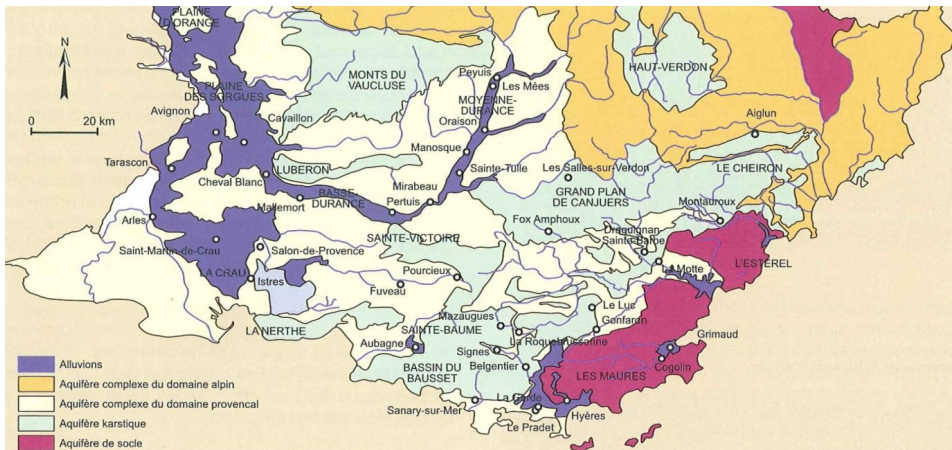 PLAINE
D'ORANGE
N
MONTS DU
VAUCLUSE
Peyuis
Les Mées
MOYENNE-
DURANCE
HAUT-VERDON
PLAINE
DES SORGUES
Avignon
Cavaillon
Oraison
Aiglun
0 20 km
Manosque
Tarascon
LUBERON
Sainte-Tulle
Les Salles-sur-Verdon
LE CHEIRON
Cheval Blanc
Mirabeau
GRAND PLAN
DE CANJUERS
BASSE-
DURANCE
Mallemort
Pertuis
Montauroux
Arles
Fox Amphoux
Draguignan
Sainte-Barbe
SAINTE-VICTOIRE
Saint-Martin-de-Crau
Salon-de-Provence
L'ESTEREL
LA CRAU
Istres
Pourcieux
La Motte
Fuveau
Le Luc
Mazaugues
Gonfaron
LA NERTHE
SAINTE-BAUME
La Roquebrussanne
Grimaud
Aubagne
Signes
Cogolin
Belgentier
BASSIN DU
BAUSSET
LES MAURES
La Garde
Sanary-sur-Mer
Hyères
Le Pradet
Alluvions
Aquifère complexe du domaine alpin
Aquifère complexe du domaine provencal
Aquifère karstique
Aquifère de socle